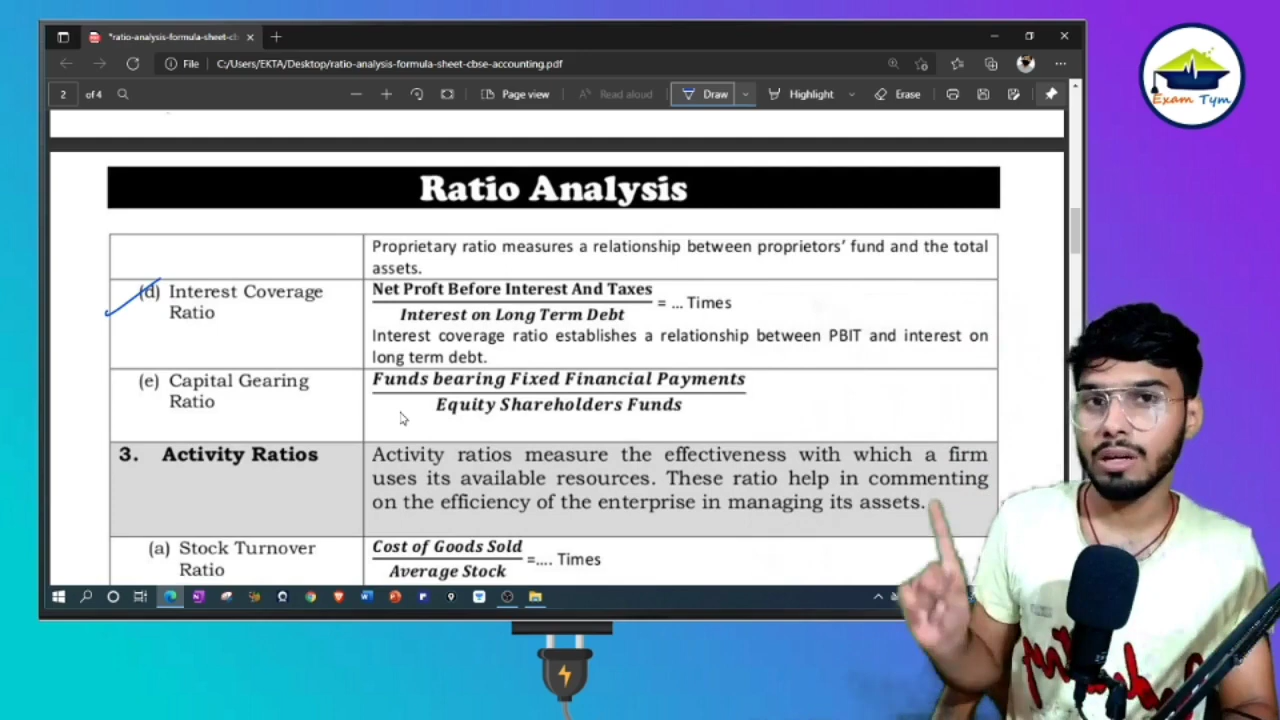 *ratio-analysis-formula-sheet-cb
File C:/Users/EKTA/Desktop/ratio-analysis-formula-sheet-cbse-accounting.pdf
2 of 4 Page view Read aloud Draw Highlight Erase
Exam Tym
Ratio Analysis
Proprietary ratio measures a relationship between proprietors' fund and the total
assets.
(d) Interest Coverage
Ratio
Net Proft Before Interest And Taxes
Interest on Long Term Debt
= ... Times
Interest coverage ratio establishes a relationship between PBIT and interest on
long term debt.
(e) Capital Gearing
Ratio
Funds bearing Fixed Financial Payments
Equity Shareholders Funds
3. Activity Ratios
Activity ratios measure the effectiveness with which a firm
uses its available resources. These ratio help in commenting
on the efficiency of the enterprise in managing its assets.
(a) Stock Turnover
Ratio
Cost of Goods Sold
Average Stock
=.... Times